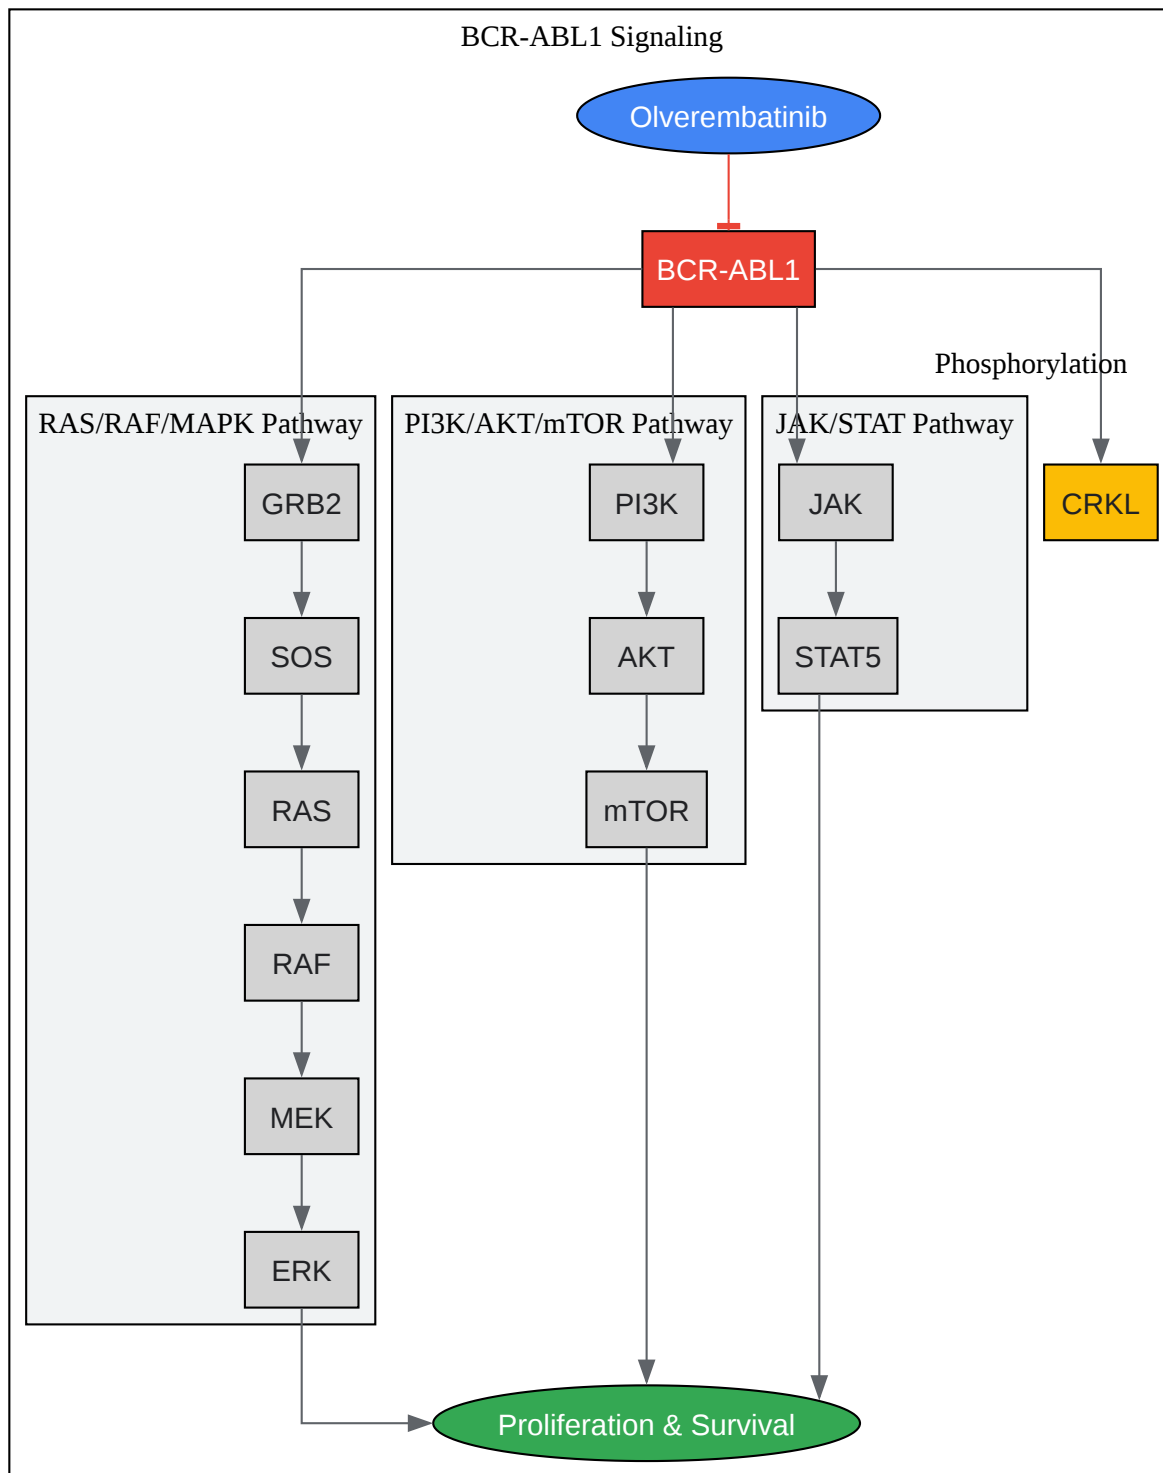 BCR-ABL1 Signaling
Olverembatinib
BCR-ABL1
Phosphorylation
RAS/RAF/MAPK Pathway
PI3K/AKT/mTOR Pathway
JAK/STAT Pathway
GRB2
PI3K
JAK
CRKL
SOS
AKT
STAT5
RAS
mTOR
RAF
MEK
ERK
Proliferation & Survival